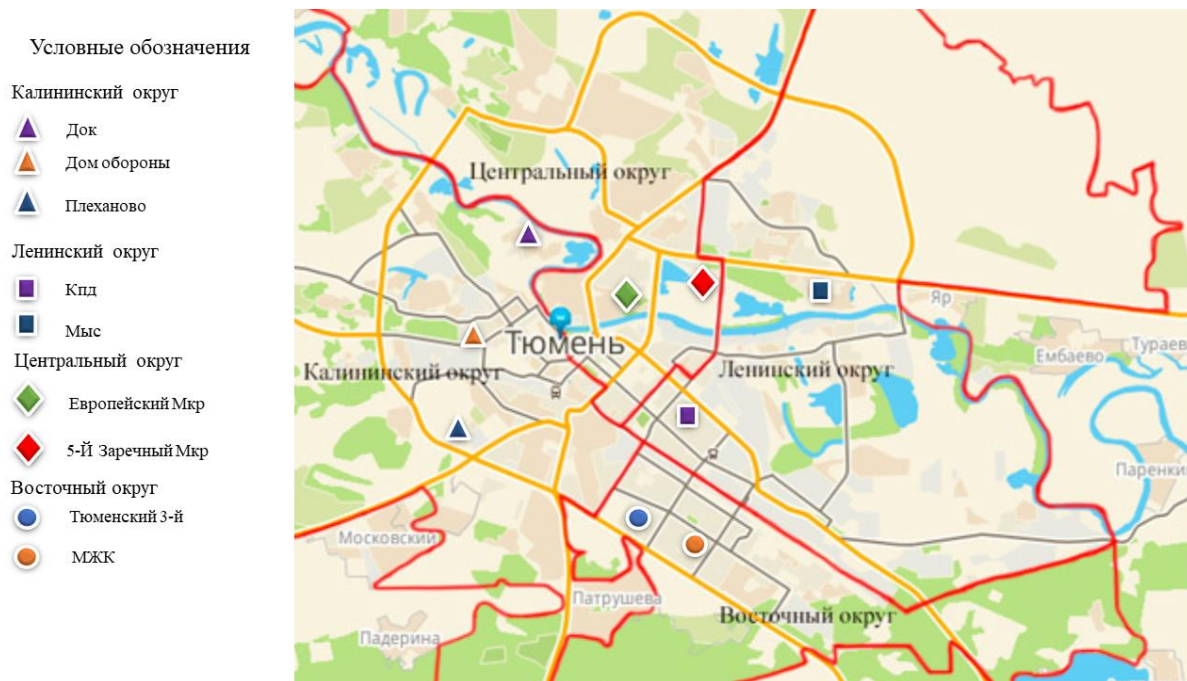 Условные обозначения
Калининский округ
Док
Дом обороны
Плеханово
Ленинский округ
Кпд
Мыс
Центральный округ
Европейский Мкр
5-Й Заречный Мкр
Восточный округ
Тюменский 3-й
МЖК
Центральный округ
Яр
Тураев
Ембаево
Тюмень
Калининский округ
Ленинский округ
Паренки
Московский
Патрушева
Восточный округ
Падерина